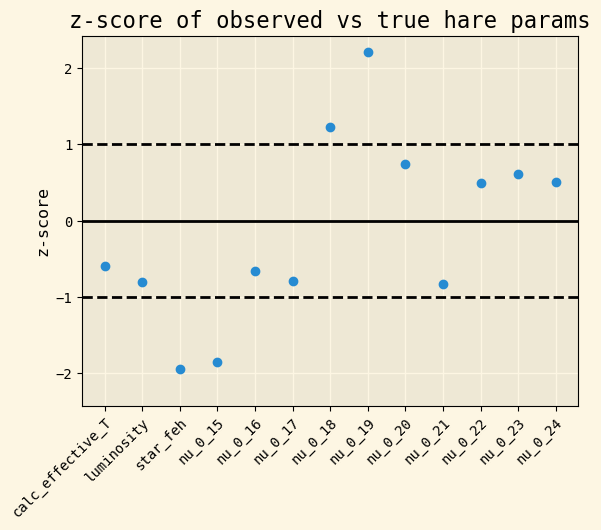 z-score of observed vs true hare params
z-score
2
1
0
−1
−2
calc_effective_T
luminosity
star_feh
nu_0_15
nu_0_16
nu_0_17
nu_0_18
nu_0_19
nu_0_20
nu_0_21
nu_0_22
nu_0_23
nu_0_24